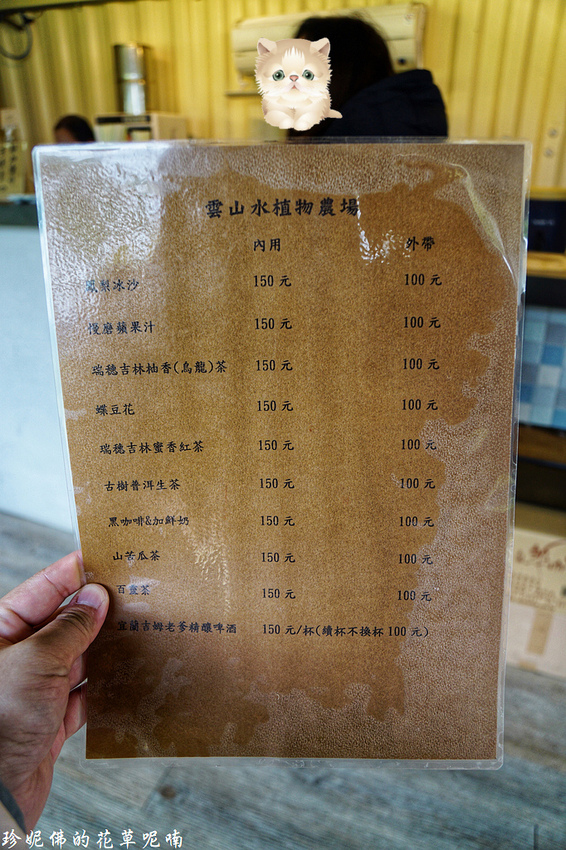 雲山水植物農場
內用 外帶
鳳梨冰沙 150元 100元
慢磨蘋果汁 150元 100元
瑞穗吉林柚香(烏龍)茶 150元 100元
蝶豆花 150元 100元
瑞穗吉林蜜香紅茶 150元 100元
古樹普洱生茶 150元 100元
黑咖啡&加鮮奶 150元 100元
山苦瓜茶 150元 100元
百靈茶 150元 100元
宜蘭吉姆老爹精釀啤酒 150元/杯(續杯不換杯100元)
珍妮佛的花草呢喃